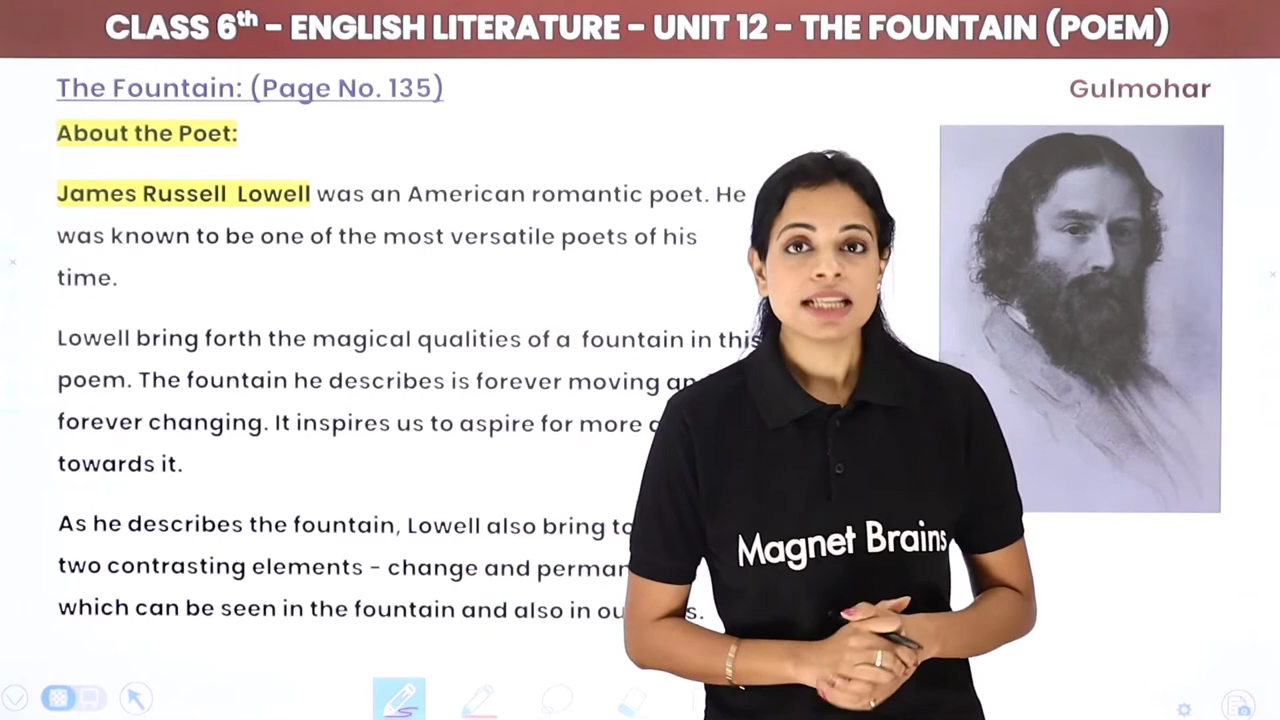 CLASS 6th - ENGLISH LITERATURE - UNIT 12 - THE FOUNTAIN (POEM)
The Fountain: (Page No. 135)
Gulmohar
About the Poet:
James Russell Lowell was an American romantic poet. He
was known to be one of the most versatile poets of his
time.
Lowell bring forth the magical qualities of a fountain in this
poem. The fountain he describes is forever moving
forever changing. It inspires us to aspire for more
towards it.
As he describes the fountain, Lowell also bring
two contrasting elements - change and
which can be seen in the fountain and also in
Magnet Brains